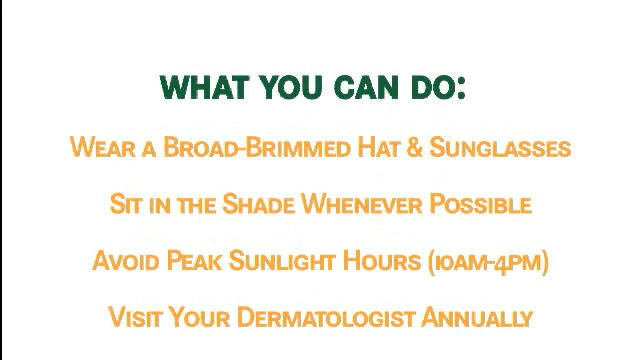 WHAT YOU CAN DO:
WEAR A BROAD-BRIMMED HAT & SUNGLASSES
SIT IN THE SHADE WHENEVER POSSIBLE
AVOID PEAK SUNLIGHT HOURS (10AM-4PM)
VISIT YOUR DERMATOLOGIST ANNUALLY